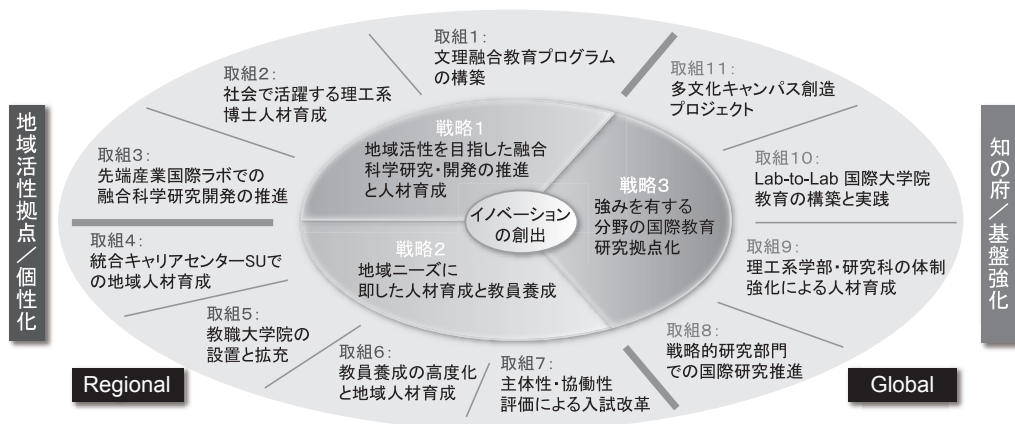 取組1:
文理融合教育プログラム
の構築
取組2:
社会で活躍する理工系
博士人材育成
取組3:
先端産業国際ラボでの
融合科学研究開発の推進
取組4:
統合キャリアセンターSUで
の地域人材育成
取組5:
教職大学院の
設置と拡充
取組6:
教員養成の高度化
と地域人材育成
取組7:
主体性・協働性
評価による入試改革
取組8:
戦略的研究部門
での国際研究推進
取組9:
理工系学部・研究科の体制
強化による人材育成
取組10:
Lab-to-Lab 国際大学院
教育の構築と実践
取組11:
多文化キャンパス創造
プロジェクト
戦略1
地域活性を目指した融合
科学研究・開発の推進
と人材育成
戦略2
地域ニーズに
即した人材育成と教員養成
戦略3
強みを有する
分野の国際教育
研究拠点化
イノベーション
の創出
地域活性拠点/個性化
知の府/基盤強化
Regional
Global